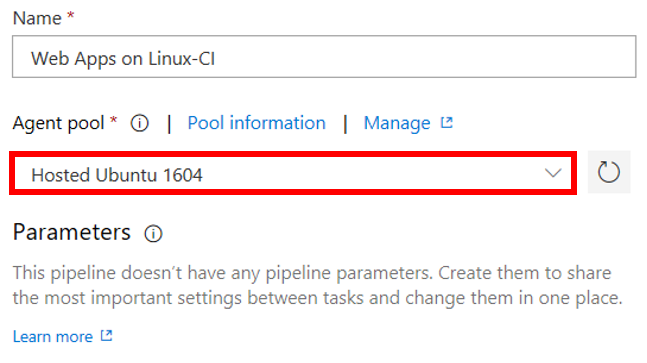 Name *
Web Apps on Linux-CI
Agent pool * | Pool information | Manage
Hosted Ubuntu 1604
Parameters
This pipeline doesn’t have any pipeline parameters. Create them to share
the most important settings between tasks and change them in one place.
Learn more